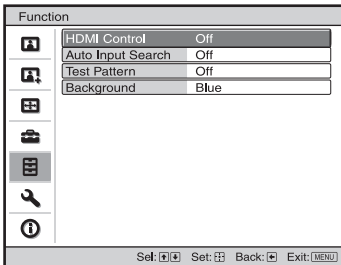 Function
HDMI Control Off
Auto Input Search Off
Test Pattern Off
Background Blue
Sel: Set: Back: Exit: MENU